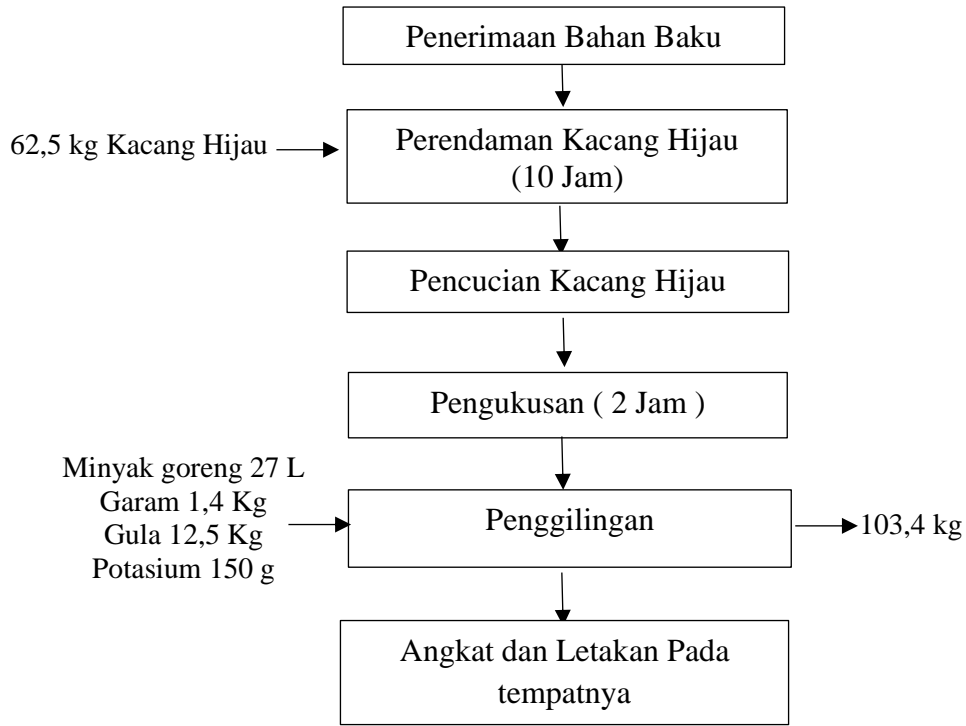 Penerimaan Bahan Baku
62,5 kg Kacang Hijau
Perendaman Kacang Hijau
(10 Jam)
Pencucian Kacang Hijau
Pengukusan ( 2 Jam )
Minyak goreng 27 L
Garam 1,4 Kg
Gula 12,5 Kg
Potasium 150 g
Penggilingan
103,4 kg
Angkat dan Letakan Pada
tempatnya